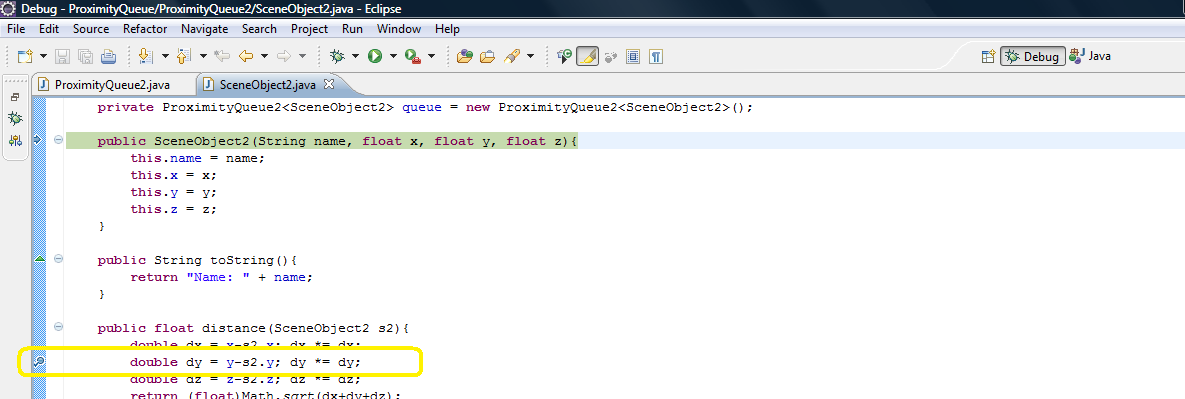 Debug - ProximityQueue/ProximityQueue2/SceneObject2.java - Eclipse
File Edit Source Refactor Navigate Search Project Run Window Help
Debug Java
ProximityQueue2.java SceneObject2.java
private ProximityQueue2<SceneObject2> queue = new ProximityQueue2<SceneObject2>();
public SceneObject2(String name, float x, float y, float z){
this.name = name;
this.x = x;
this.y = y;
this.z = z;
}
public String toString(){
return "Name: " + name;
}
public float distance(SceneObject2 s2){
double dx = x-s2.x; dx *= dx;
double dy = y-s2.y; dy *= dy;
double dz = z-s2.z; dz *= dz;
return (float)Math.sqrt(dx+dy+dz);